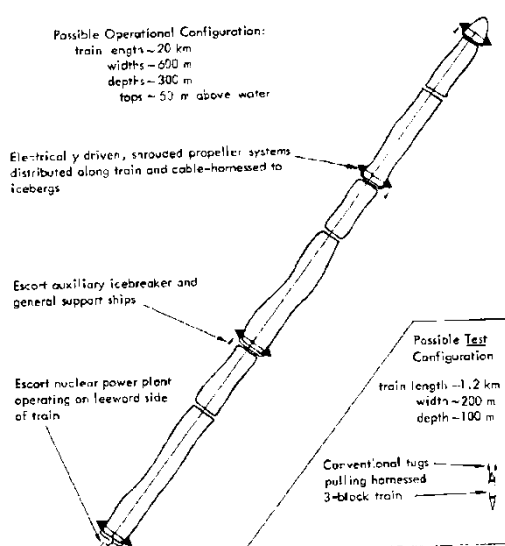 Possible Operational Configuration:
train length ~ 20 km
widths ~ 600 m
depths ~ 300 m
tops ~ 50 m above water
Electrically driven, shrouded propeller systems
distributed along train and cable-harnessed to
icebergs
Escort auxiliary icebreaker and
general support ships
Escort nuclear power plant
operating on leeward side
of train
Possible Test
Configuration
train length ~1.2 km
width ~200 m
depth ~100 m
Conventional tugs
pulling harnessed
3-block train